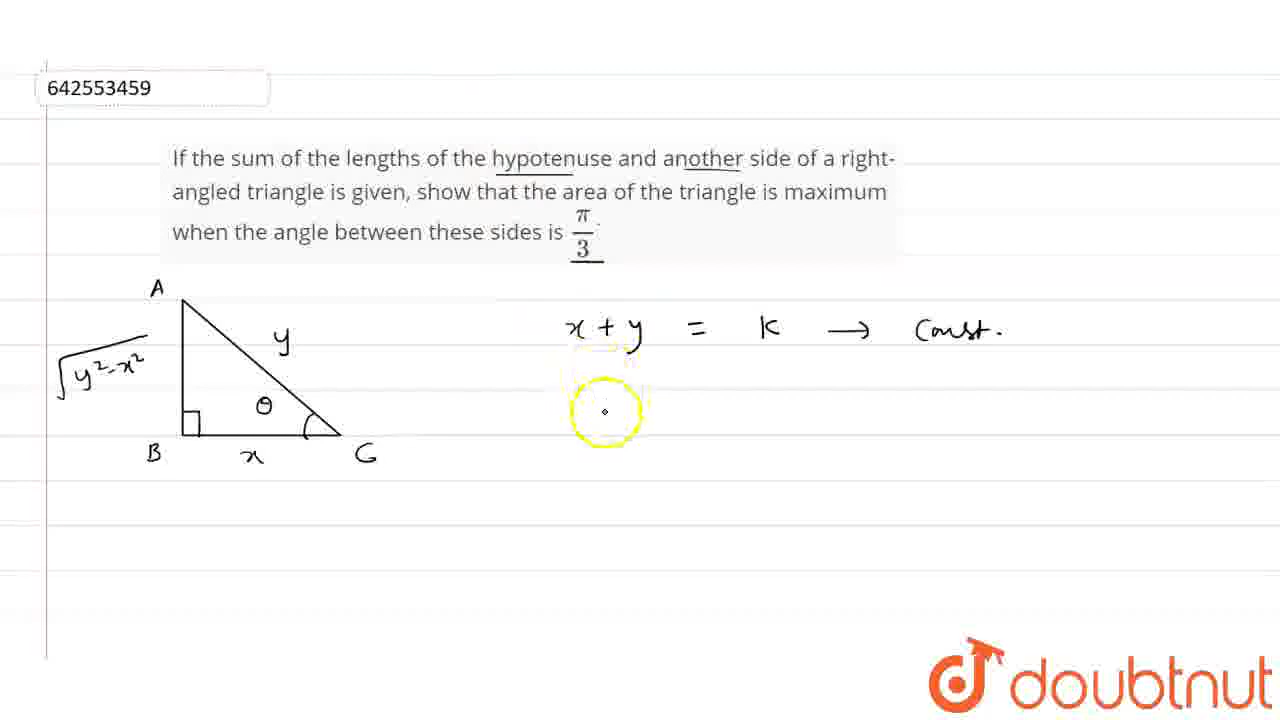 642553459
If the sum of the lengths of the hypotenuse and another side of a right-
angled triangle is given, show that the area of the triangle is maximum
when the angle between these sides is π/3.
A
y
x + y = K → Const.
√y²-x²
θ
B
x
C
doubtnut